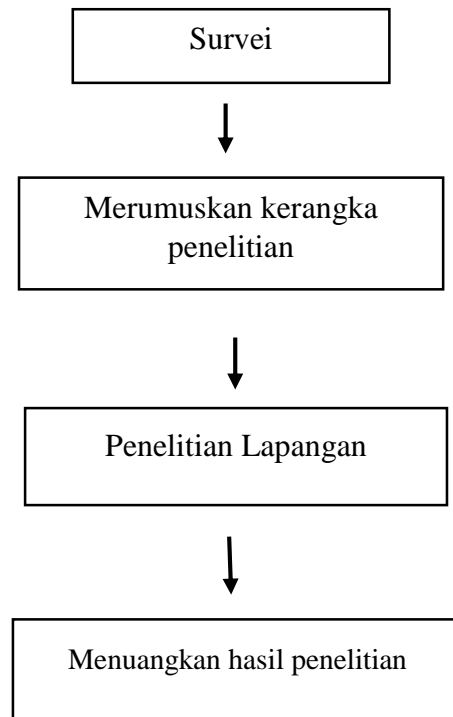 Survei
Merumuskan kerangka
penelitian
Penelitian Lapangan
Menuangkan hasil penelitian